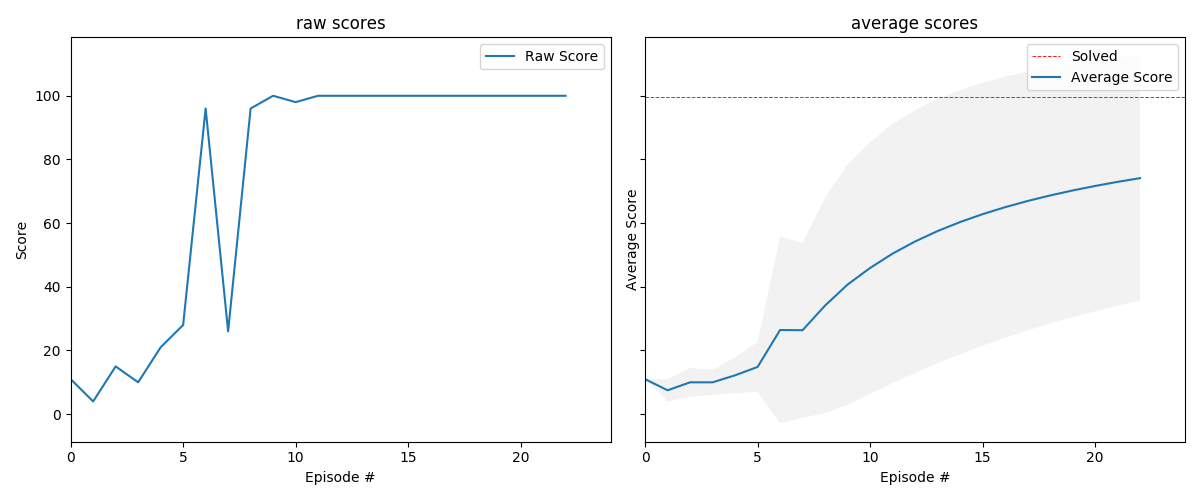 raw scores
Raw Score
Score
100
80
60
40
20
0
0 5 10 15 20
Episode #
average scores
Solved
Average Score
Average Score
0 5 10 15 20
Episode #